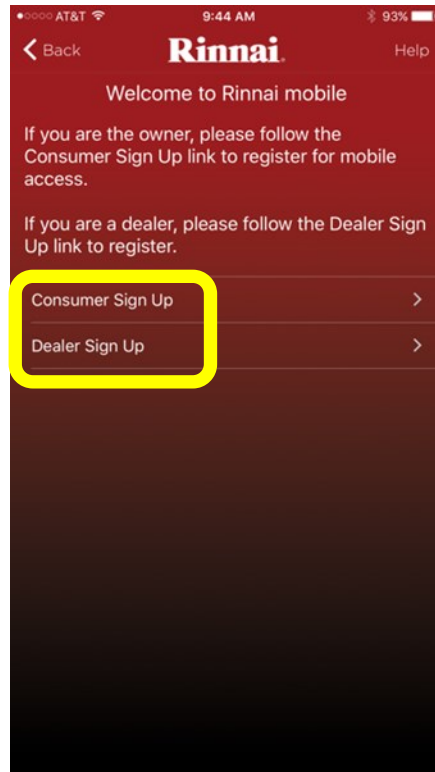 AT&T 9:44 AM 93%
Back Rinnai. Help
Welcome to Rinnai mobile
If you are the owner, please follow the
Consumer Sign Up link to register for mobile
access.
If you are a dealer, please follow the Dealer Sign
Up link to register.
Consumer Sign Up
Dealer Sign Up